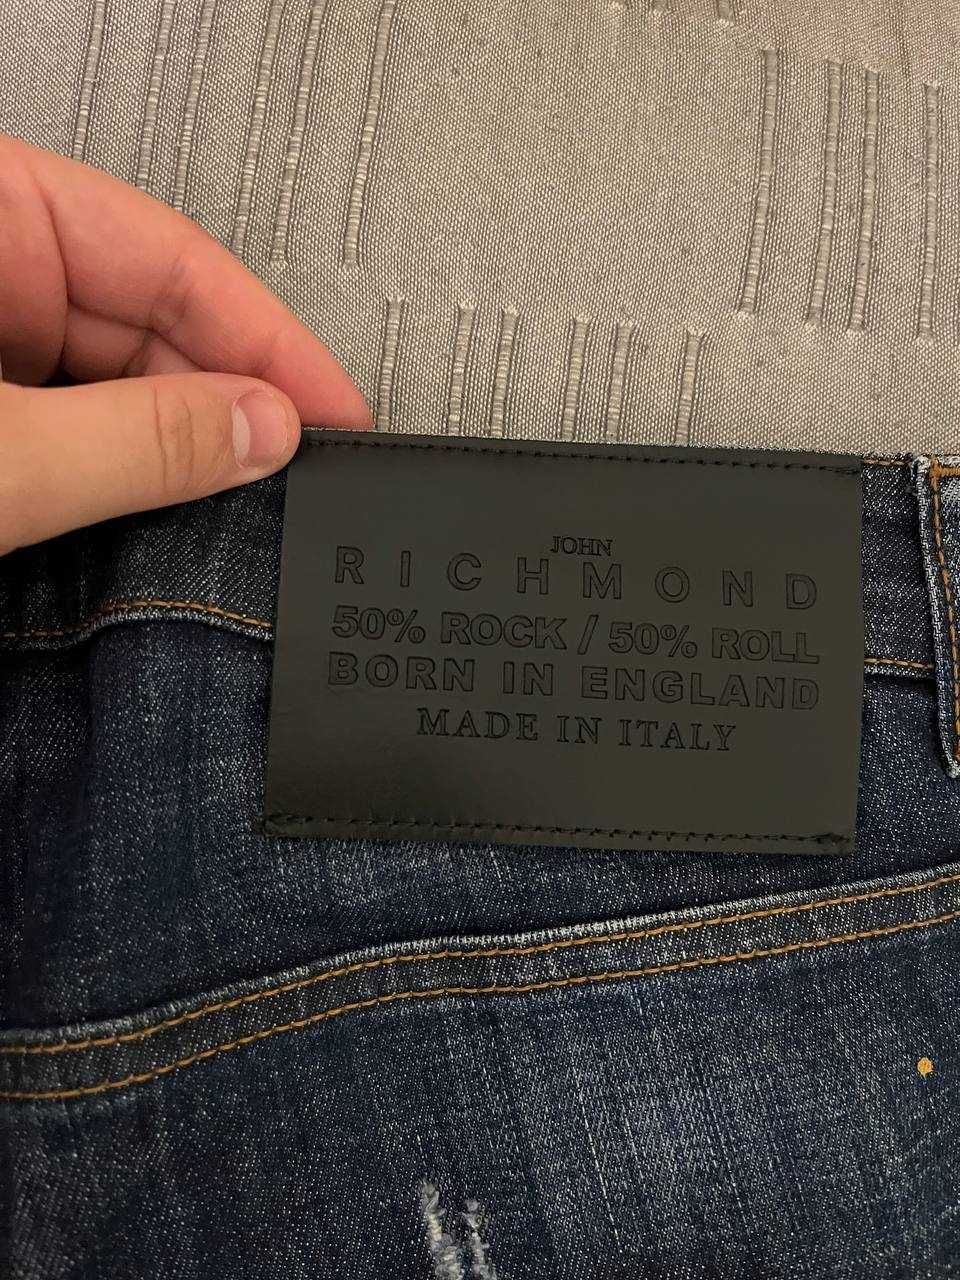 JOHN
RICHMOND
50% ROCK / 50% ROLL
BORN IN ENGLAND
MADE IN ITALY